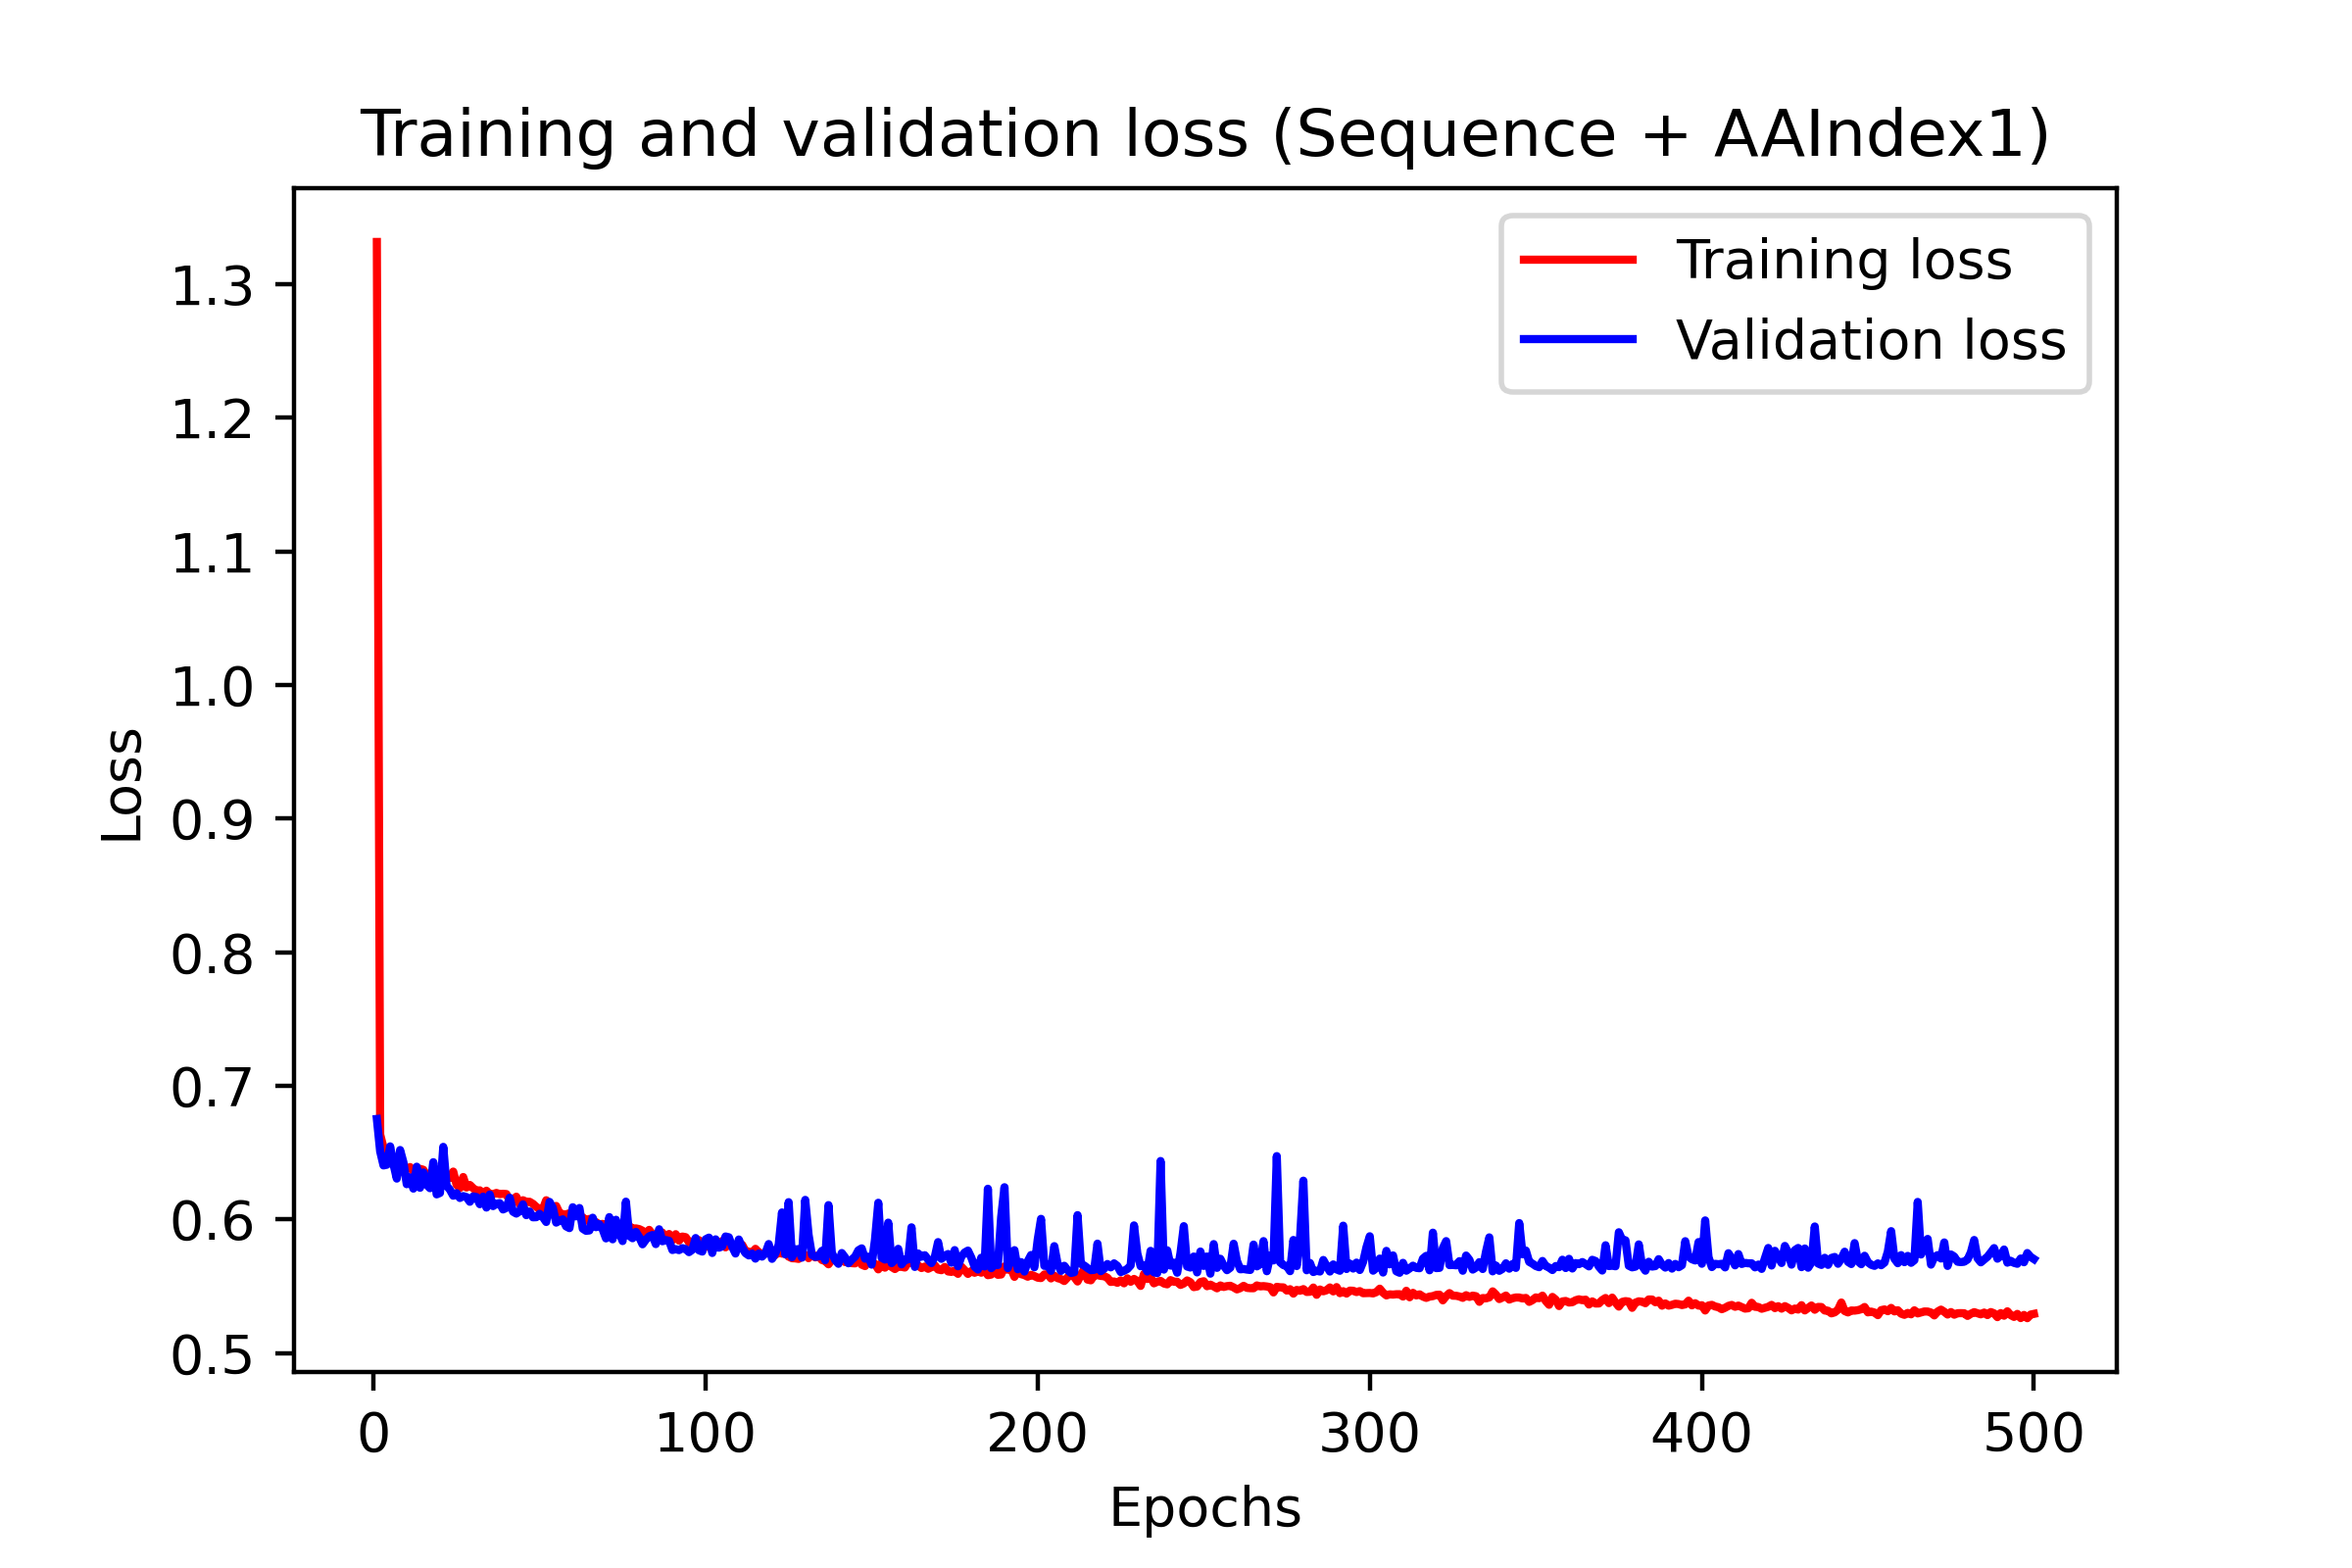 Training and validation loss (Sequence + AAIndex1)
Training loss
Validation loss
1.3
1.2
1.1
1.0
0.9
0.8
0.7
0.6
0.5
Loss
0 100 200 300 400 500
Epochs